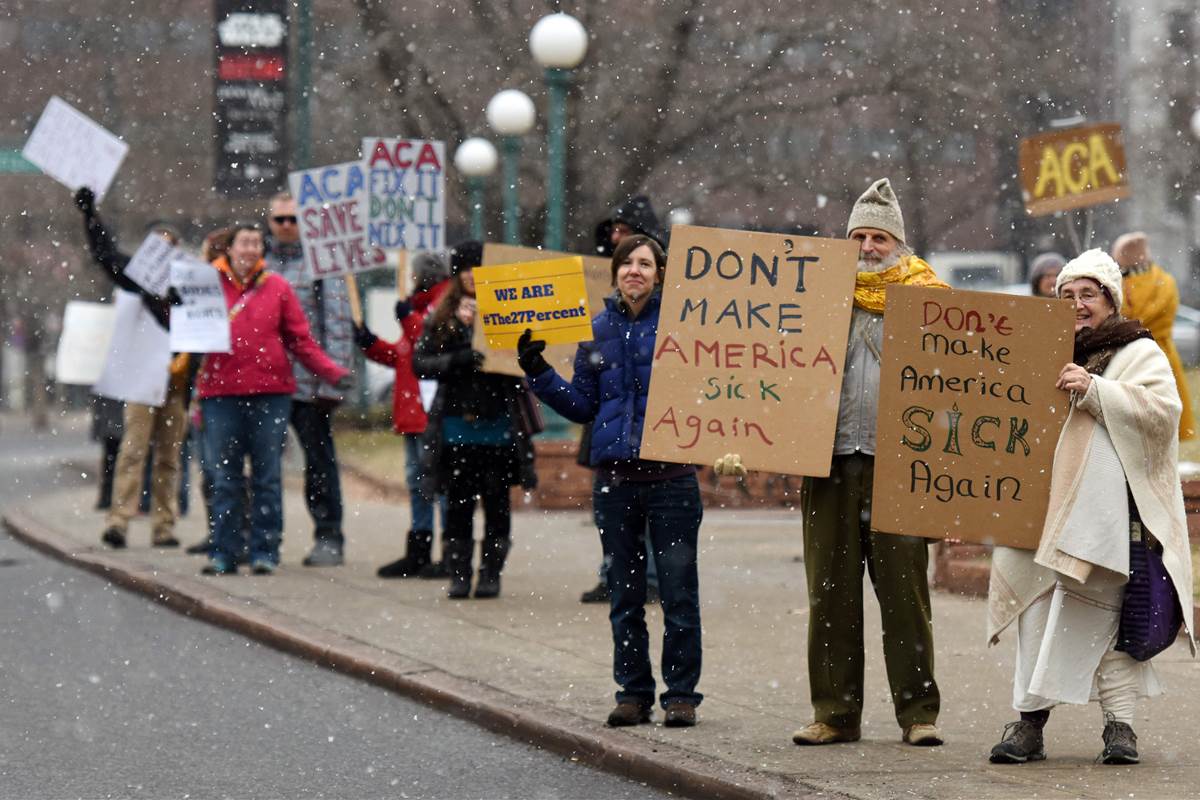 ACA
SAVE
LIVES
ACA
FIX IT
DON'T
NIX IT
WE ARE
#The27Percent
DON'T
MAKE
AMERICA
Sick
Again
Don't
make
America
SICK
Again
ACA